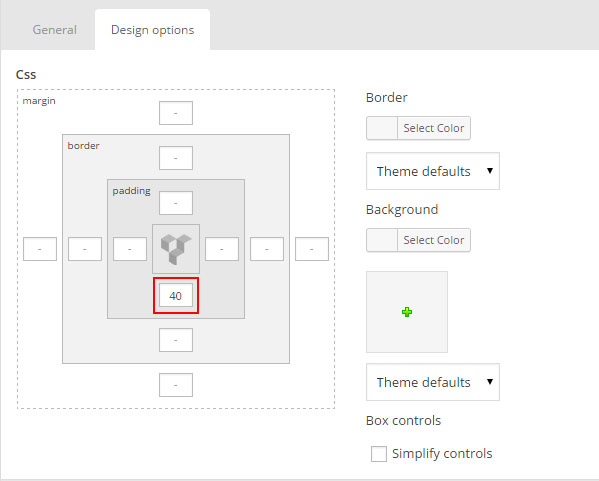 General
Design options
Css
margin
-
border
-
padding
-
- - - - - -
40
-
-
Border
Select Color
Theme defaults
Background
Select Color
Theme defaults
Box controls
Simplify controls